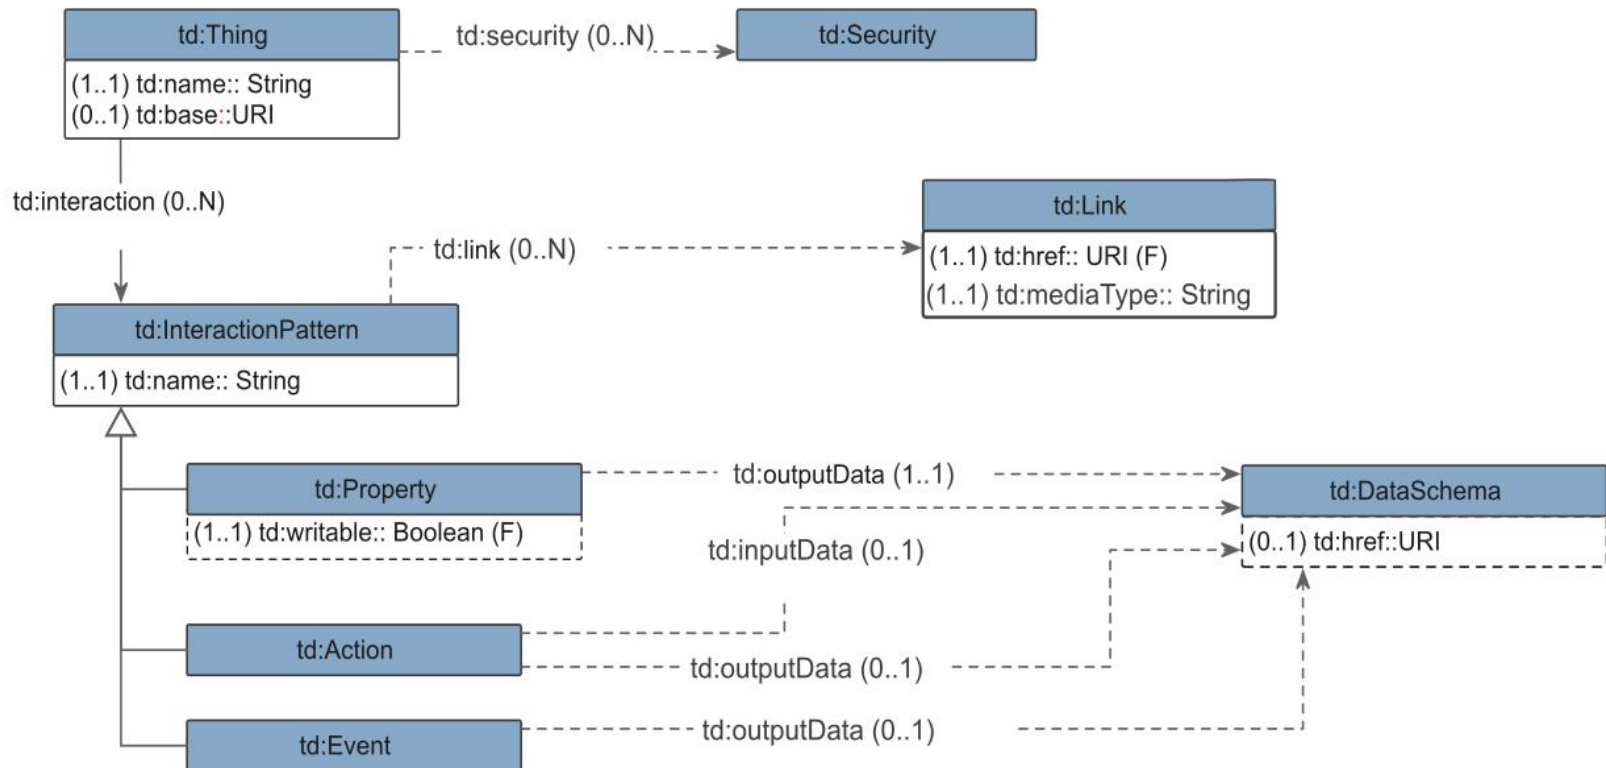 td:Thing
td:security (0..N)
td:Security
(1..1) td:name:: String
(0..1) td:base::URI
td:interaction (0..N)
td:Link
td:link (0..N)
(1..1) td:href:: URI (F)
(1..1) td:mediaType:: String
td:InteractionPattern
(1..1) td:name:: String
td:Property
td:outputData (1..1)
td:DataSchema
(1..1) td:writable:: Boolean (F)
td:inputData (0..1)
(0..1) td:href::URI
td:Action
td:outputData (0..1)
td:Event
td:outputData (0..1)